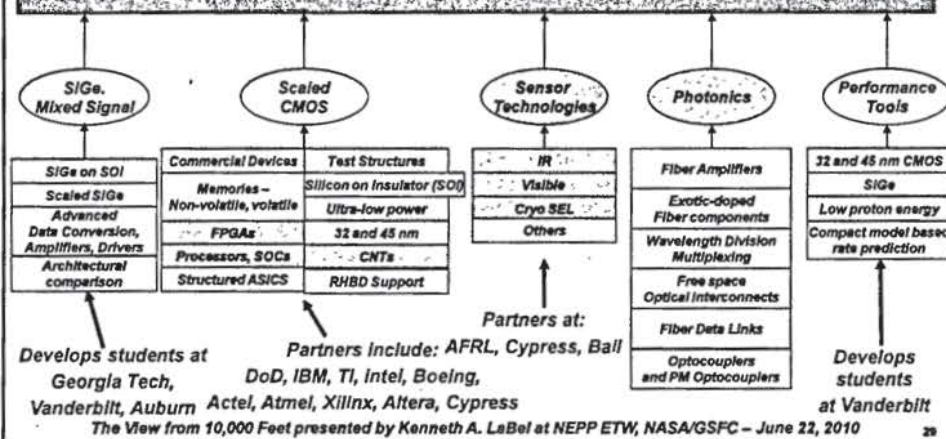 SiGe.
Mixed Signal
Scaled
CMOS
Sensor
Technologies
Photonics
Performance
Tools
SiGe on SOI
Scaled SiGe
Advanced
Data Conversion,
Amplifiers, Drivers
Architectural
comparison
Commercial Devices
Memories –
Non-volatile, volatile
FPGAs
Processors, SOCs
Structured ASICS
Test Structures
Silicon on Insulator (SOI)
Ultra-low power
32 and 45 nm
CNTs
RHBD Support
IR
Visible
Cryo SEL
Others
Fiber Amplifiers
Exotic-doped
Fiber components
Wavelength Division
Multiplexing
Free space
Optical Interconnects
Fiber Data Links
Optocouplers
and PM Optocouplers
32 and 45 nm CMOS
SiGe
Low proton energy
Compact model based
rate prediction
Develops students at
Georgia Tech,
Vanderbilt, Auburn
Partners include:
DoD, IBM, TI, Intel, Boeing,
Actel, Atmel, Xilinx, Altera, Cypress
Partners at:
AFRL, Cypress, Ball
Develops
students
at Vanderbilt
The View from 10,000 Feet presented by Kenneth A. LaBel at NEPP ETW, NASA/GSFC – June 22, 2010
29